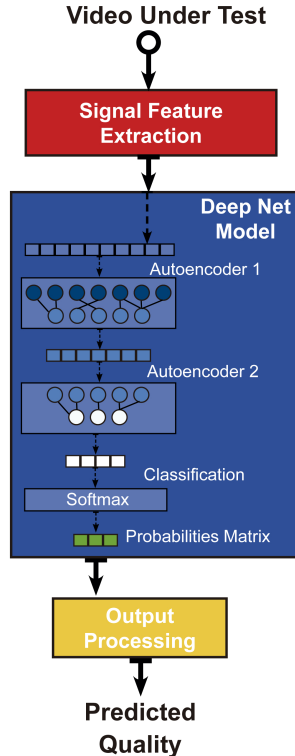 Video Under Test
Signal Feature
Extraction
Deep Net
Model
Autoencoder 1
Autoencoder 2
Classification
Softmax
Probabilities Matrix
Output
Processing
Predicted
Quality